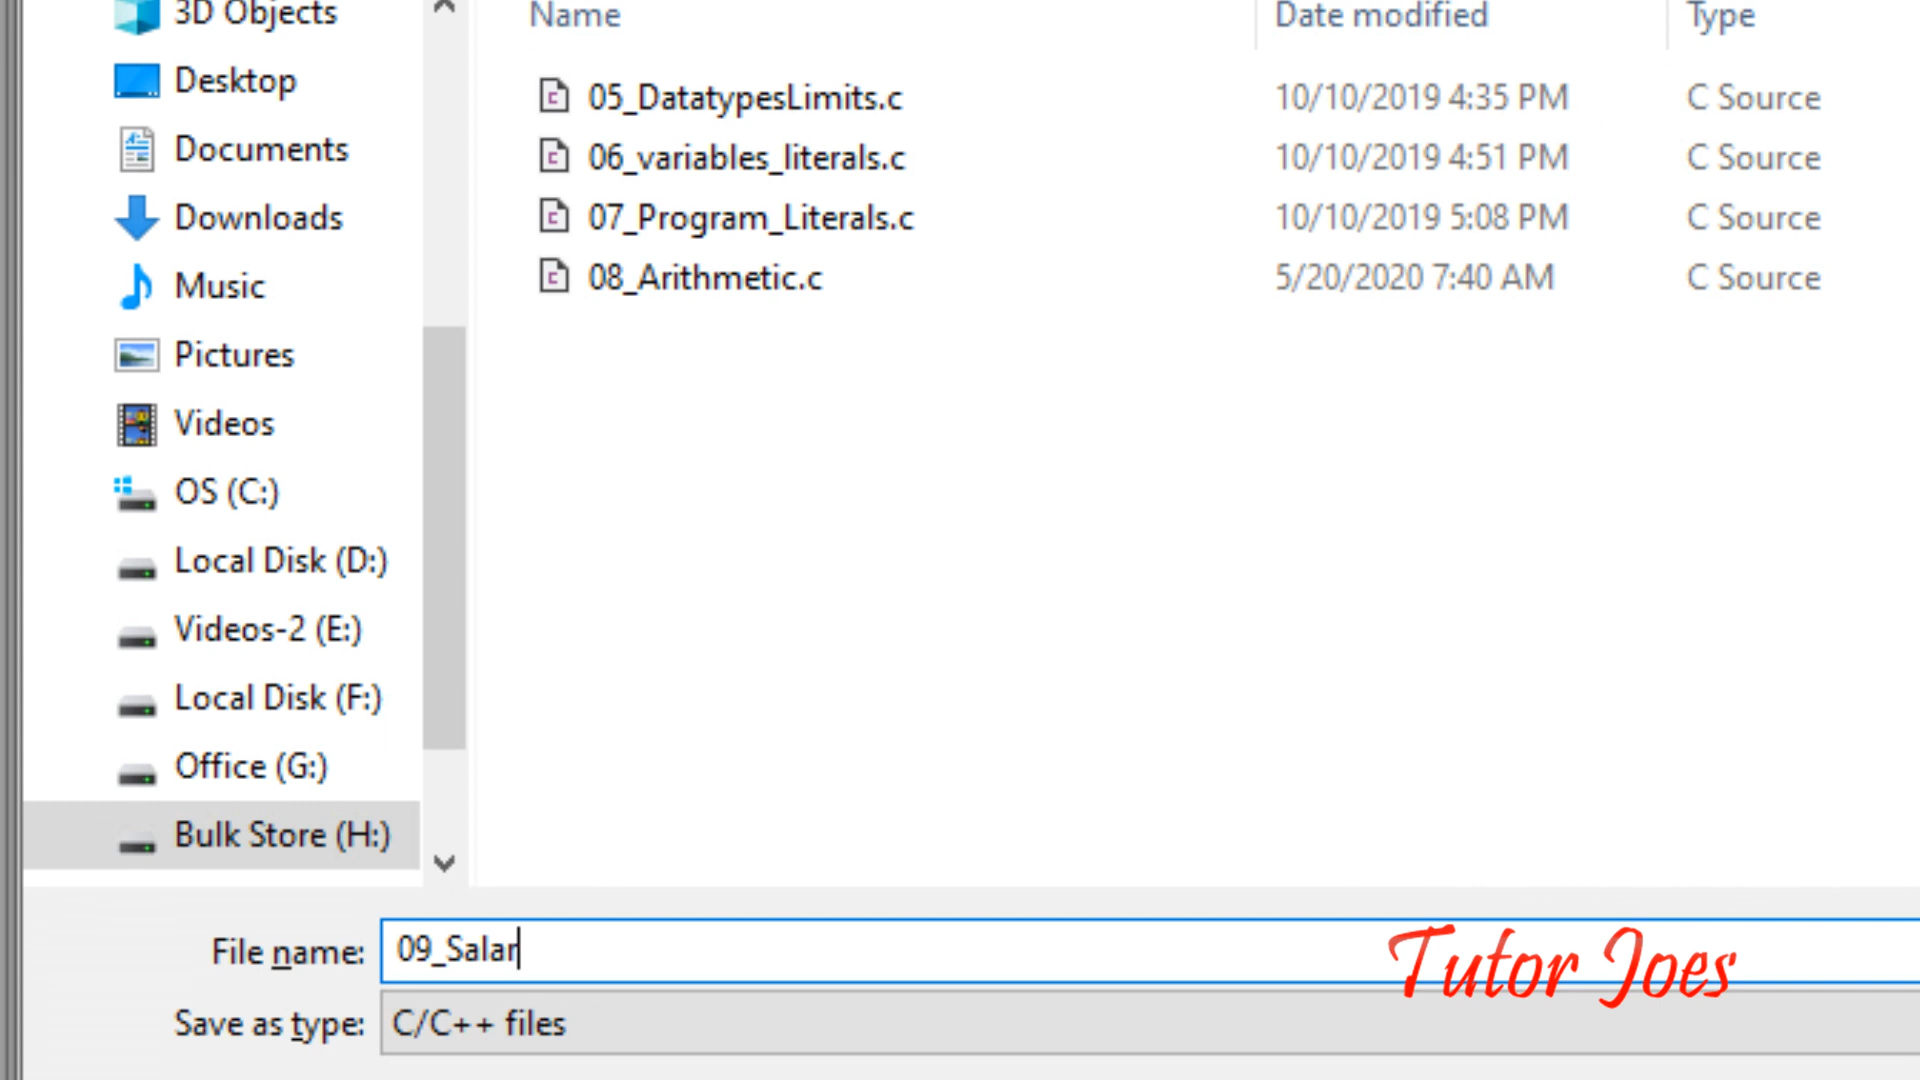 3D Objects
Desktop
Documents
Downloads
Music
Pictures
Videos
OS (C:)
Local Disk (D:)
Videos-2 (E:)
Local Disk (F:)
Office (G:)
Bulk Store (H:)
Name Date modified Type
05_DatatypesLimits.c 10/10/2019 4:35 PM C Source
06_variables_literals.c 10/10/2019 4:51 PM C Source
07_Program_Literals.c 10/10/2019 5:08 PM C Source
08_Arithmetic.c 5/20/2020 7:40 AM C Source
File name: 09_Salar
Tutor Joes
Save as type: C/C++ files